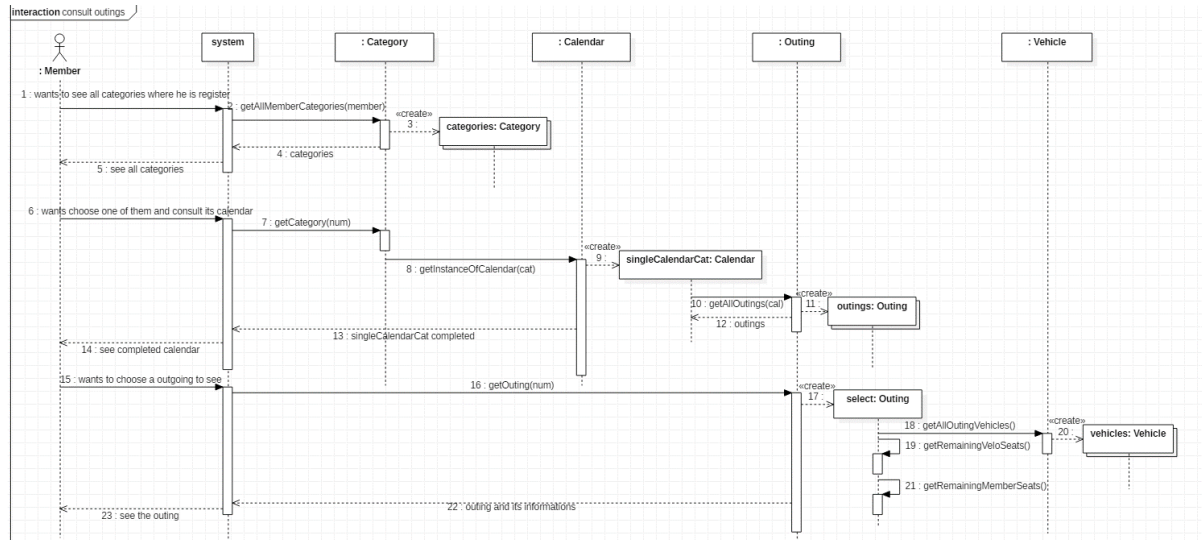 interaction consult outings
system
: Category
: Calendar
: Outing
: Vehicle
: Member
1 : wants to see all categories where he is register
2 : getAllMemberCategories(member)
«create»
3 :
categories: Category
4 : categories
5 : see all categories
6 : wants choose one of them and consult its calendar
7 : getCategory(num)
8 : getInstanceOfCalendar(cat)
«create»
9 :
singleCalendarCat: Calendar
10 : getAllOutings(cal)
«create»
11 :
outings: Outing
12 : outings
13 : singleCalendarCat completed
14 : see completed calendar
15 : wants to choose a outgoing to see
16 : getOuting(num)
«create»
17 :
select: Outing
18 : getAllOutingVehicles()
«create»
20 :
vehicles: Vehicle
19 : getRemainingVeloSeats()
21 : getRemainingMemberSeats()
22 : outing and its informations
23 : see the outing